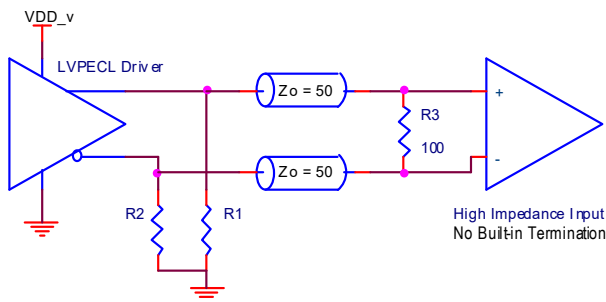 VDD_v
LVPECL Driver
Zo = 50
R3
100
+
-
Zo = 50
R2
R1
High Impedance Input
No Built-in Termination